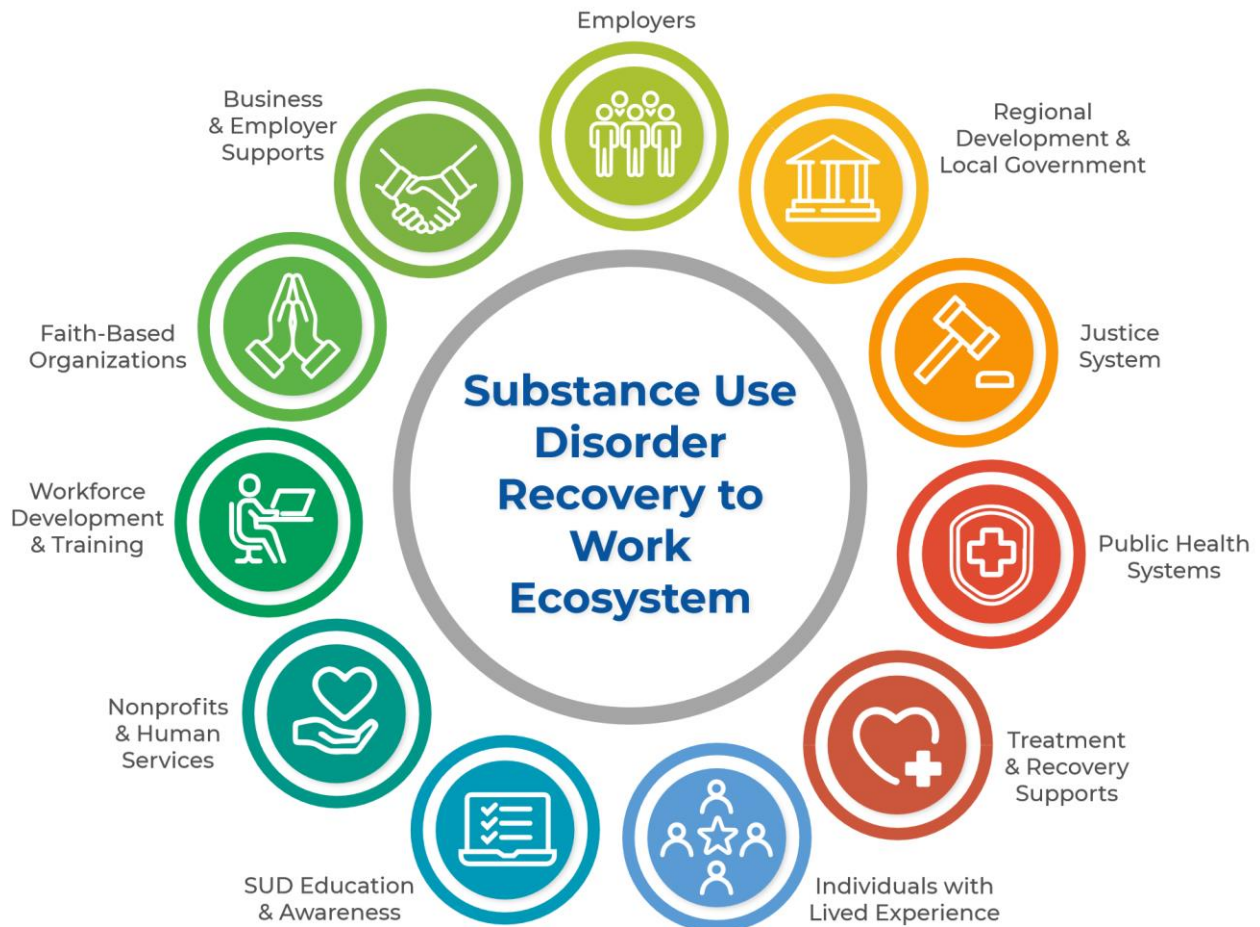 Employers
Regional
Development &
Local Government
Justice
System
Public Health
Systems
Treatment
& Recovery
Supports
Individuals with
Lived Experience
SUD Education
& Awareness
Nonprofits
& Human
Services
Workforce
Development
& Training
Faith-Based
Organizations
Business
& Employer
Supports
Substance Use
Disorder
Recovery to
Work
Ecosystem